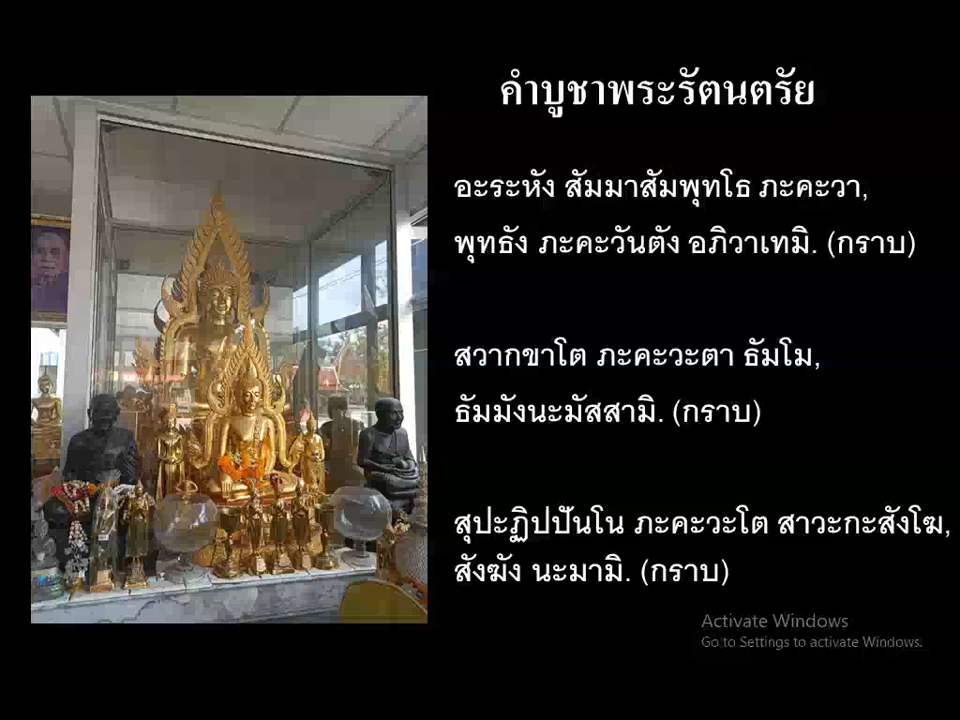 คำบูชาพระรัตนตรัย
อะระหัง สัมมาสัมพุทโธ ภะคะวา,
พุทธัง ภะคะวันตัง อภิวาเทมิ. (กราบ)
สวากขาโต ภะคะวะตา ธัมโม,
ธัมมังนะมัสสามิ. (กราบ)
สุปะฏิปปันโน ภะคะวะโต สาวะกะสังโฆ,
สังฆัง นะมามิ. (กราบ)
Activate Windows
Go to Settings to activate Windows.